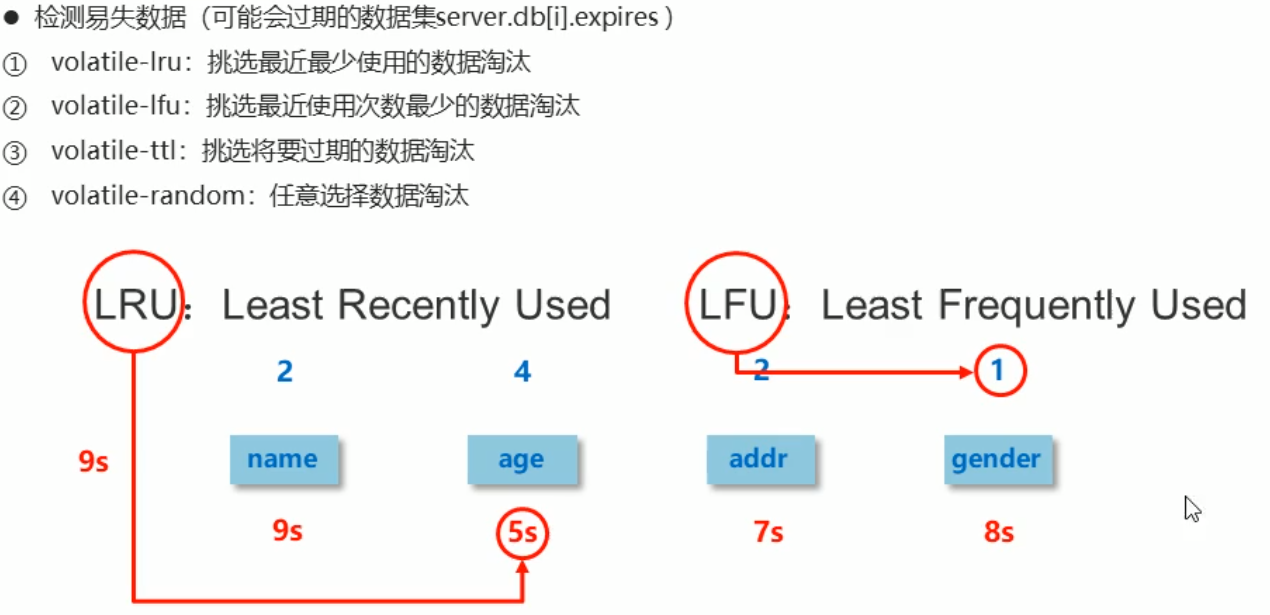 ● 检测易失数据（可能会过期的数据集server.db[i].expires ）
① volatile-lru：挑选最近最少使用的数据淘汰
② volatile-lfu：挑选最近使用次数最少的数据淘汰
③ volatile-ttl：挑选将要过期的数据淘汰
④ volatile-random：任意选择数据淘汰
LRU：Least Recently Used LFU：Least Frequently Used
2 4 2 1
9s name age addr gender
9s 5s 7s 8s